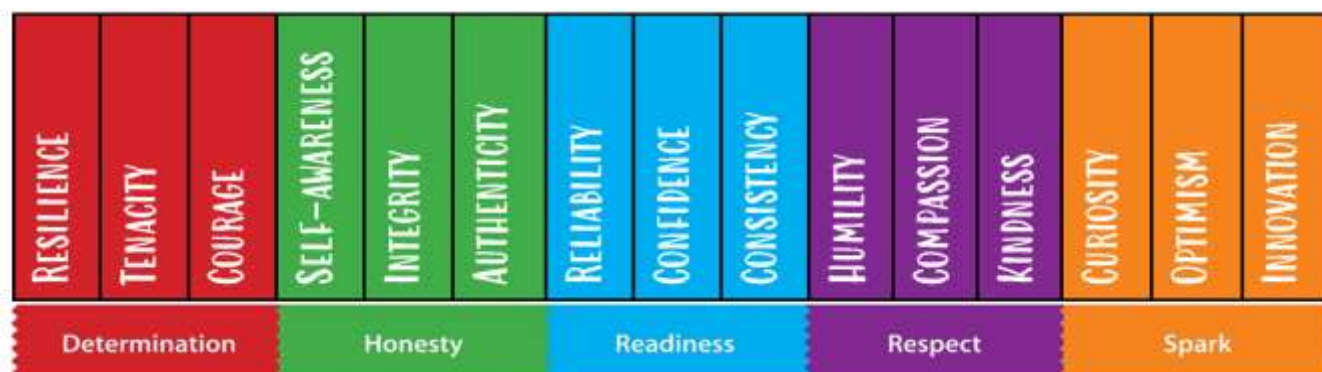 RESILIENCE
TENACITY
COURAGE
SELF-AWARENESS
INTEGRITY
AUTHENTICITY
RELIABILITY
CONFIDENCE
CONSISTENCY
HUMILITY
COMPASSION
KINDNESS
CURIOSITY
OPTIMISM
INNOVATION
Determination
Honesty
Readiness
Respect
Spark